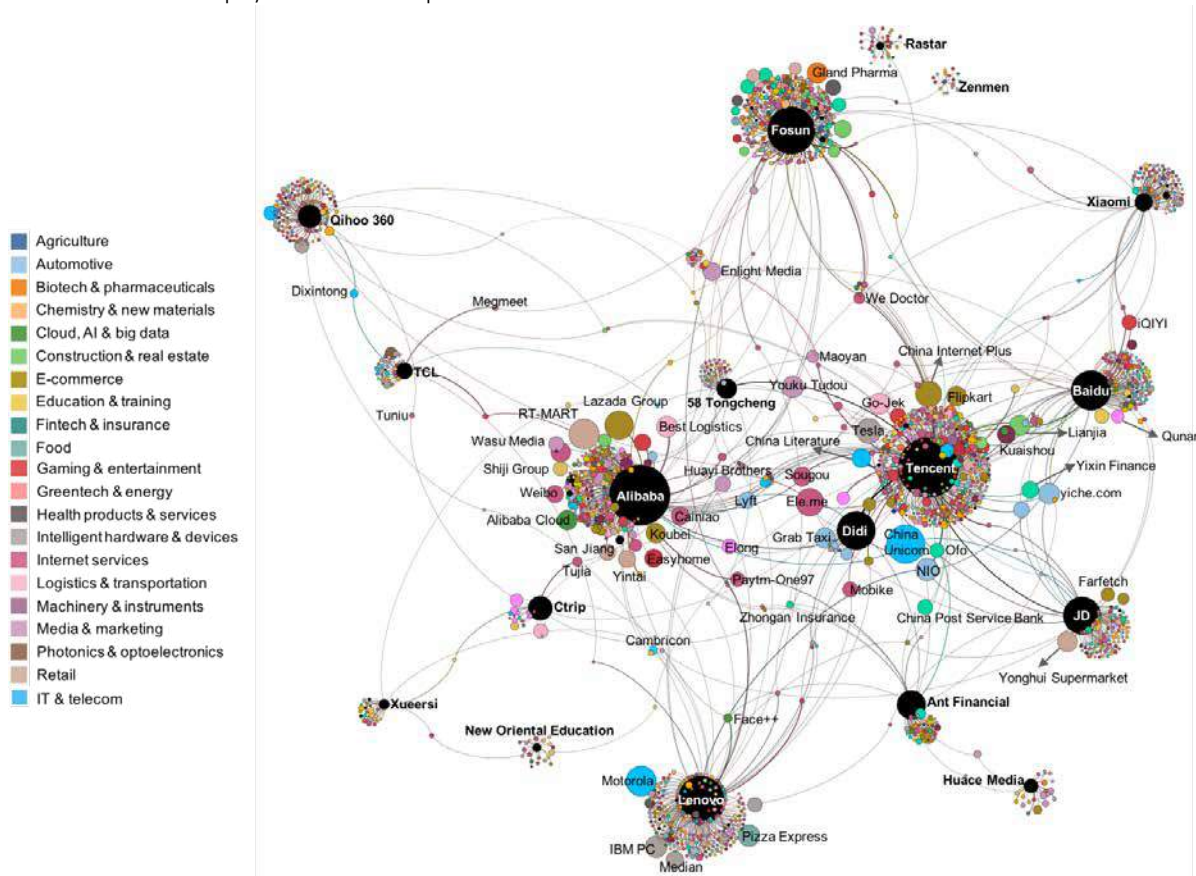 Rastar
Gland Pharma
Zenmen
Fosun
Xiaomi
Qihoo 360
Agriculture
Automotive
Biotech & pharmaceuticals
Chemistry & new materials
Cloud, AI & big data
Construction & real estate
E-commerce
Education & training
Fintech & insurance
Food
Gaming & entertainment
Greentech & energy
Health products & services
Intelligent hardware & devices
Internet services
Logistics & transportation
Machinery & instruments
Media & marketing
Photonics & optoelectronics
Retail
IT & telecom
Enlight Media
Dixintong
Megmeet
We Doctor
iQIYI
China Internet Plus
Maoyan
TCL
Youku Tudou
Baidu
58 Tongcheng
Flipkart
Go-Jek
Lazada Group
Tuniu
RT-MART
Best Logistics
Tesla
Lianjia
Qunar
Wasu Media
China Literature
Kuaishou
Shiji Group
Huayi Brothers
Sougou
Tencent
Yixin Finance
Weibo
Alibaba
Lyft
Ele.me
yiche.com
Alibaba Cloud
Cainiao
Koubei
Didi
Grab Taxi
China
Unicom
Ofo
San Jiang
Elong
Easyhome
NIO
Tujia
Yintai
Paytm-One97
Mobike
Farfetch
Ctrip
Zhongan Insurance
China Post Service Bank
JD
Cambricon
Yonghui Supermarket
Xueersi
Ant Financial
New Oriental Education
Face++
Motorola
Lenovo
Huace Media
Pizza Express
IBM PC
Median